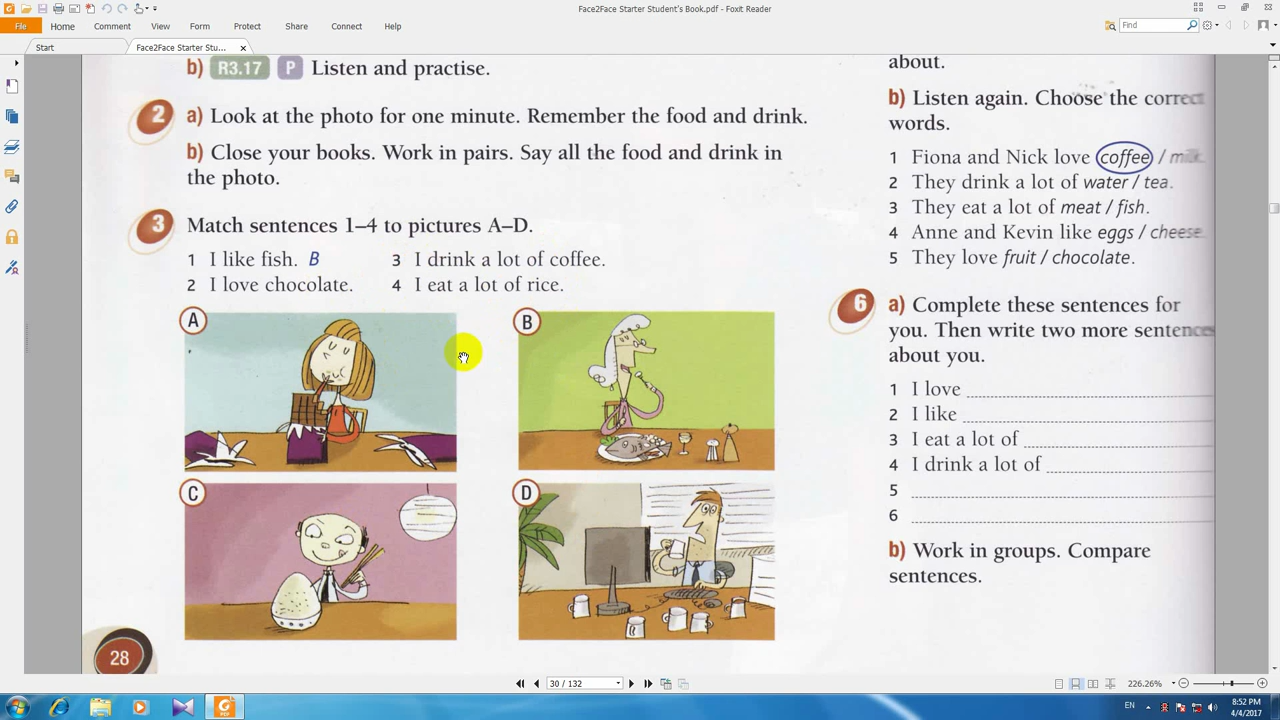 Face2Face Starter Student's Book.pdf - Foxit Reader
File Home Comment View Form Protect Share Connect Help
Find
Start Face2Face Starter Stu...
b) R3.17 P Listen and practise.
2 a) Look at the photo for one minute. Remember the food and drink.
b) Close your books. Work in pairs. Say all the food and drink in
the photo.
3 Match sentences 1–4 to pictures A–D.
1 I like fish. B
2 I love chocolate.
3 I drink a lot of coffee.
4 I eat a lot of rice.
A
B
C
D
28
about.
b) Listen again. Choose the correct
words.
1 Fiona and Nick love coffee / milk.
2 They drink a lot of water / tea.
3 They eat a lot of meat / fish.
4 Anne and Kevin like eggs / cheese.
5 They love fruit / chocolate.
6 a) Complete these sentences for
you. Then write two more sentences
about you.
1 I love
2 I like
3 I eat a lot of
4 I drink a lot of
5
6
b) Work in groups. Compare
sentences.
30 / 132
226.26%
EN
8:52 PM
4/4/2017